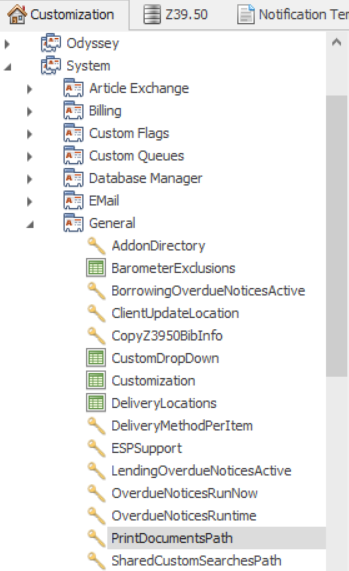 Customization Z39.50 Notification Ter
Odyssey
System
Article Exchange
Billing
Custom Flags
Custom Queues
Database Manager
EMail
General
AddonDirectory
BarometerExclusions
BorrowingOverdueNoticesActive
ClientUpdateLocation
CopyZ3950BibInfo
CustomDropDown
Customization
DeliveryLocations
DeliveryMethodPerItem
ESPSupport
LendingOverdueNoticesActive
OverdueNoticesRunNow
OverdueNoticesRuntime
PrintDocumentsPath
SharedCustomSearchesPath